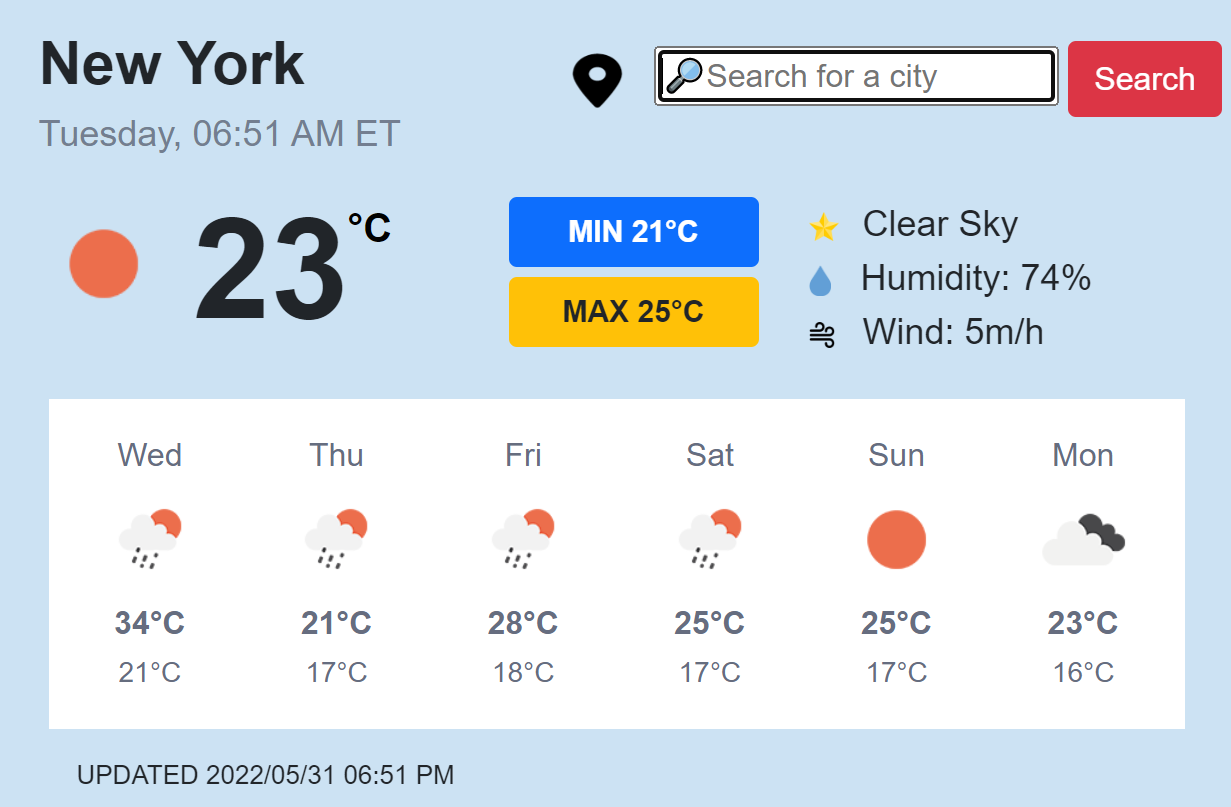 New York
Search for a city
Search
Tuesday, 06:51 AM ET
23 °C
MIN 21°C
MAX 25°C
Clear Sky
Humidity: 74%
Wind: 5m/h
Wed Thu Fri Sat Sun Mon
34°C 21°C 28°C 25°C 25°C 23°C
21°C 17°C 18°C 17°C 17°C 16°C
UPDATED 2022/05/31 06:51 PM